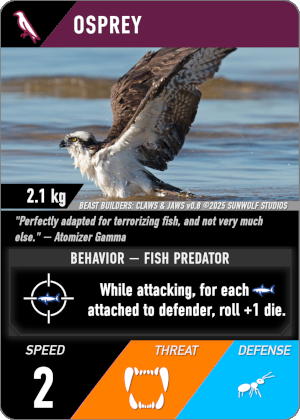 OSPREY
2.1 kg
BEAST BUILDERS: CLAWS & JAWS v0.8 ©2025 SUNWOLF STUDIOS
"Perfectly adapted for terrorizing fish, and not very much
else." — Atomizer Gamma
BEHAVIOR — FISH PREDATOR
While attacking, for each
attached to defender, roll +1 die.
SPEED THREAT DEFENSE
2